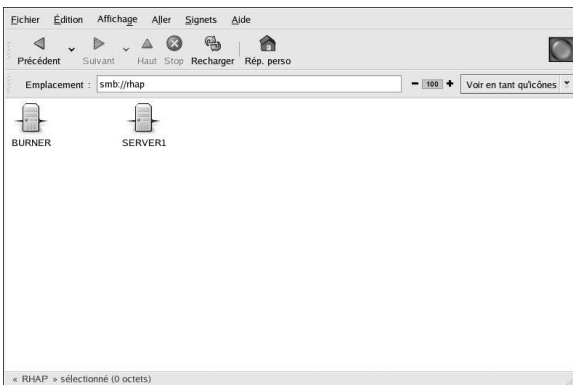 Fichier Édition Affichage Aller Signets Aide
Précédent Suivant Haut Stop Recharger Rép. perso
Emplacement : smb://rhap 100 Voir en tant qu'icônes
BURNER SERVER1
« RHAP » sélectionné (0 octets)